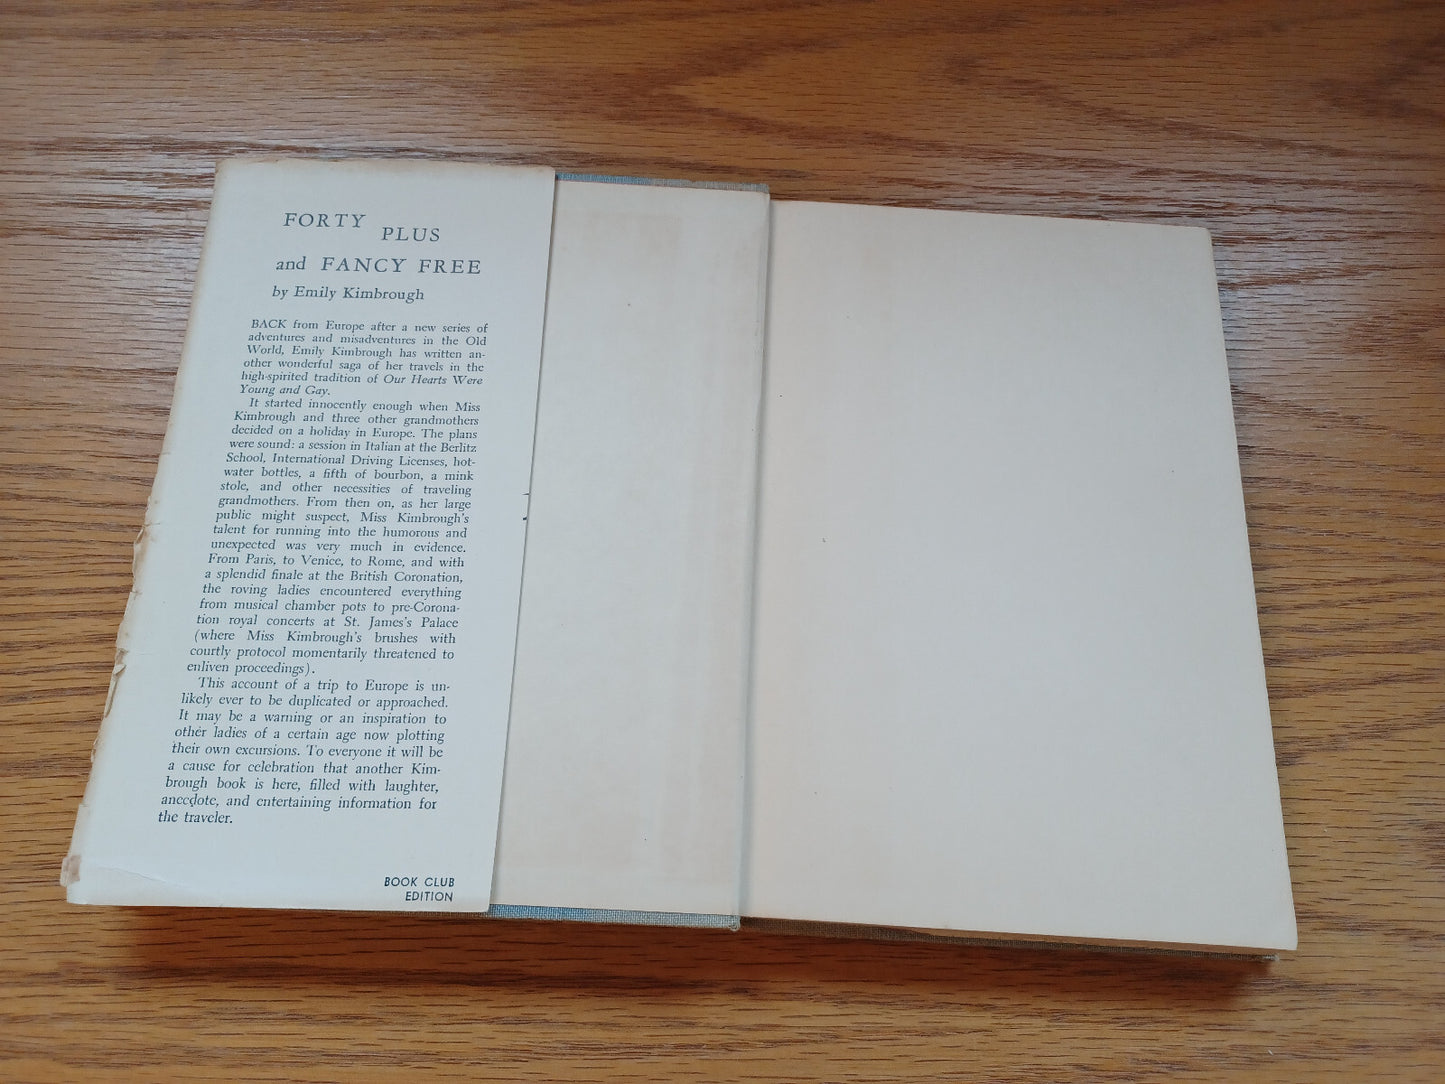 FORTY PLUS
and FANCY FREE
by Emily Kimbrough
BACK from Europe after a new series of
adventures and misadventures in the Old
World, Emily Kimbrough has written an-
other wonderful saga of her travels in the
high-spirited tradition of Our Hearts Were
Young and Gay.
It started innocently enough when Miss
Kimbrough and three other grandmothers
decided on a holiday in Europe. The plans
were sound: a session in Italian at the Berlitz
School, International Driving Licenses, hot-
water bottles, a fifth of bourbon, a mink
stole, and other necessities of traveling
grandmothers. From then on, as her large
public might suspect, Miss Kimbrough's
talent for running into the humorous and
unexpected was very much in evidence.
From Paris, to Venice, to Rome, and with
a splendid finale at the British Coronation,
the roving ladies encountered everything
from musical chamber pots to pre-Corona-
tion royal concerts at St. James's Palace
(where Miss Kimbrough's brushes with
courtly protocol momentarily threatened to
enliven proceedings).
This account of a trip to Europe is un-
likely ever to be duplicated or approached.
It may be a warning or an inspiration to
other ladies of a certain age now plotting
their own excursions. To everyone it will be
a cause for celebration that another Kim-
brough book is here, filled with laughter,
anecdote, and entertaining information for
the traveler.
BOOK CLUB
EDITION